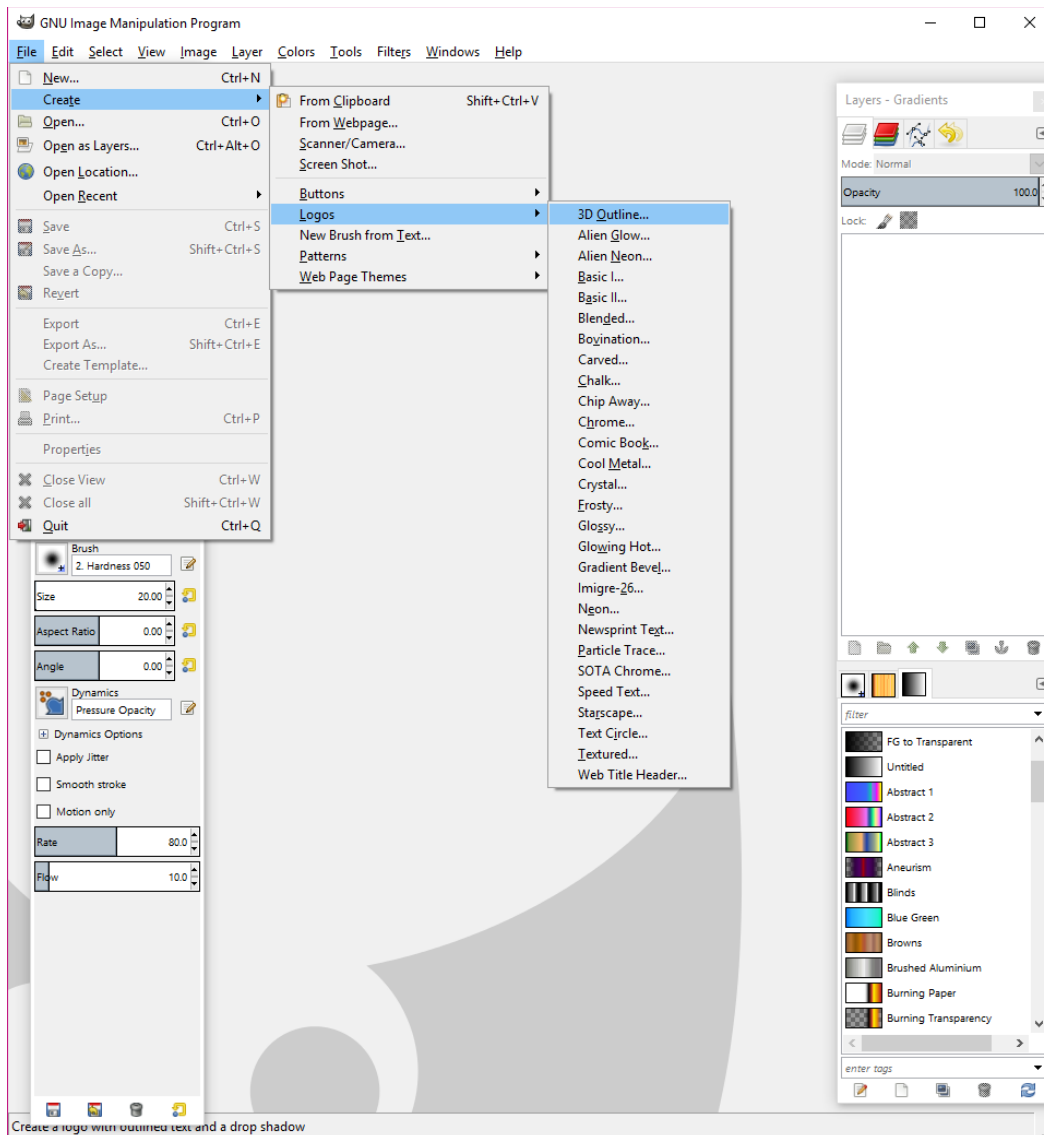 GNU Image Manipulation Program
File Edit Select View Image Layer Colors Tools Filters Windows Help
New... Ctrl+N
Create
Open... Ctrl+O
Open as Layers... Ctrl+Alt+O
Open Location...
Open Recent
Save Ctrl+S
Save As... Shift+Ctrl+S
Save a Copy...
Revert
Export Ctrl+E
Export As... Shift+Ctrl+E
Create Template...
Page Setup
Print... Ctrl+P
Properties
Close View Ctrl+W
Close all Shift+Ctrl+W
Quit Ctrl+Q
From Clipboard Shift+Ctrl+V
From Webpage...
Scanner/Camera...
Screen Shot...
Buttons
Logos
New Brush from Text...
Patterns
Web Page Themes
3D Outline...
Alien Glow...
Alien Neon...
Basic I...
Basic II...
Blended...
Bovination...
Carved...
Chalk...
Chip Away...
Chrome...
Comic Book...
Cool Metal...
Crystal...
Frosty...
Glossy...
Glowing Hot...
Gradient Bevel...
Imigre-26...
Neon...
Newsprint Text...
Particle Trace...
SOTA Chrome...
Speed Text...
Starscape...
Text Circle...
Textured...
Web Title Header...
Brush
2. Hardness 050
Size 20.00
Aspect Ratio 0.00
Angle 0.00
Dynamics
Pressure Opacity
Dynamics Options
Apply Jitter
Smooth stroke
Motion only
Rate 80.0
Flow 10.0
Layers - Gradients
Mode: Normal
Opacity 100.0
Lock:
filter
FG to Transparent
Untitled
Abstract 1
Abstract 2
Abstract 3
Aneurism
Blinds
Blue Green
Browns
Brushed Aluminium
Burning Paper
Burning Transparency
enter tags
Create a logo with outlined text and a drop shadow